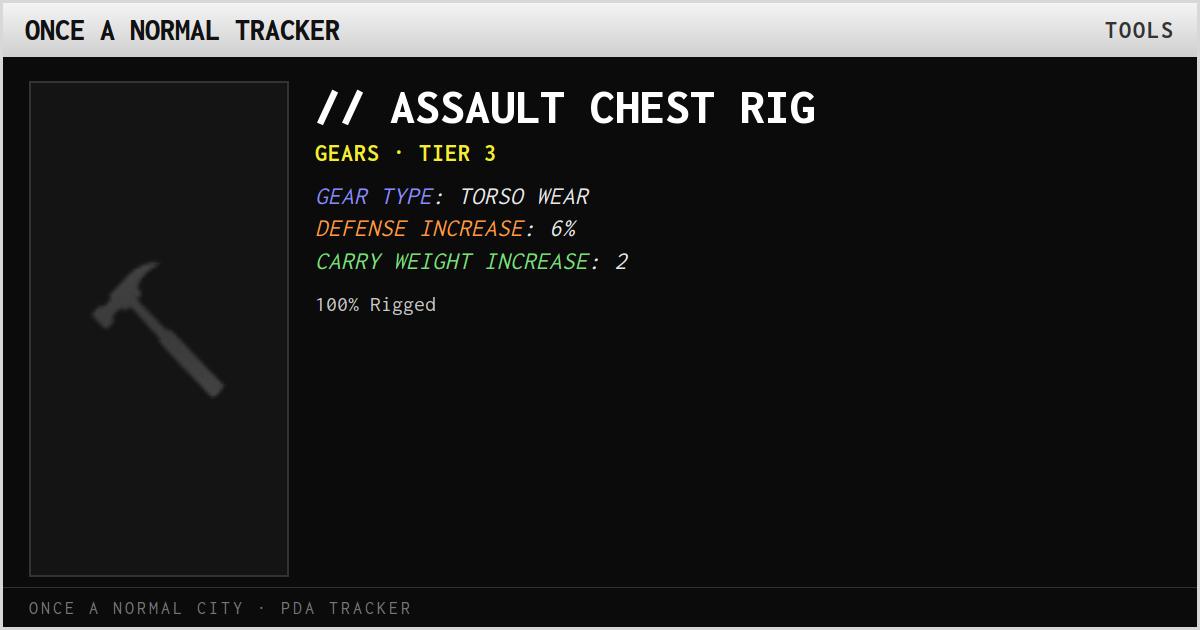 ONCE A NORMAL TRACKER
TOOLS
// ASSAULT CHEST RIG
GEARS · TIER 3
GEAR TYPE: TORSO WEAR
DEFENSE INCREASE: 6%
CARRY WEIGHT INCREASE: 2
100% Rigged
ONCE A NORMAL CITY · PDA TRACKER